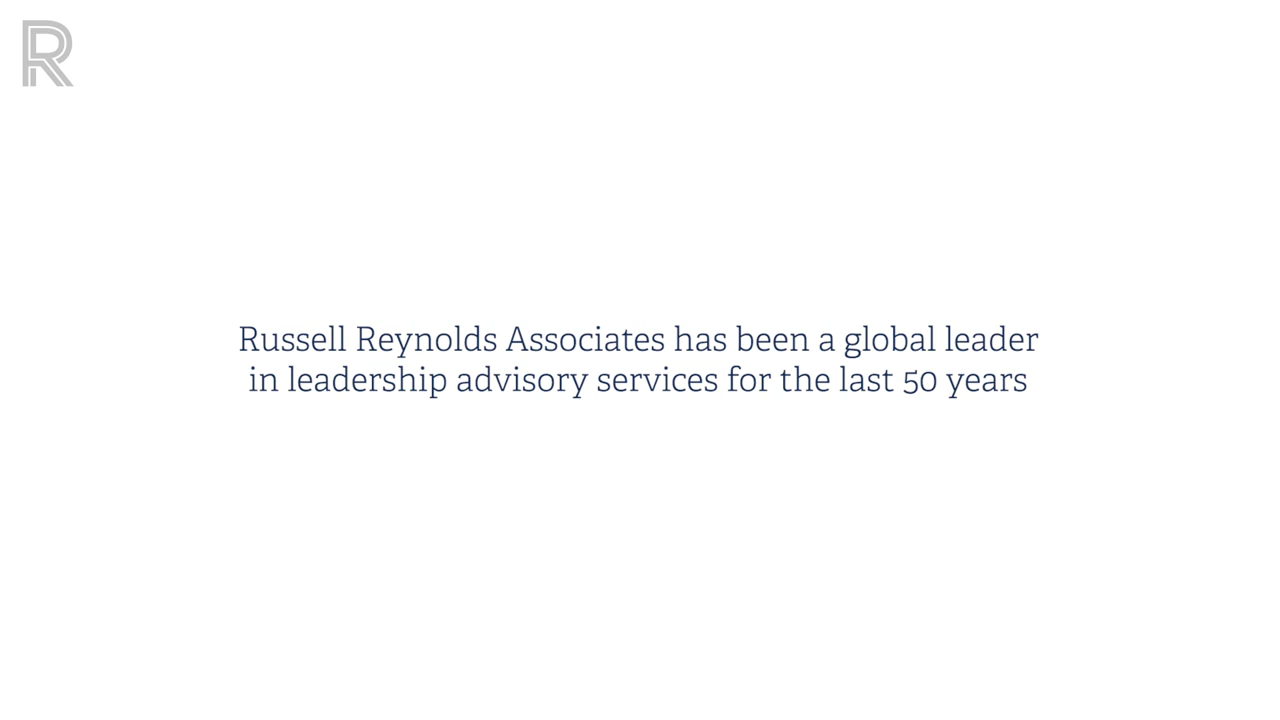 R
Russell Reynolds Associates has been a global leader
in leadership advisory services for the last 50 years